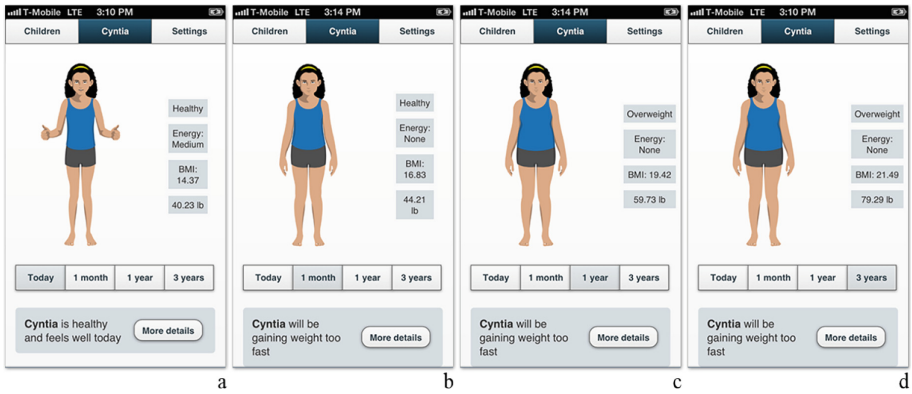 T-Mobile LTE 3:10 PM
Children Cyntia Settings
Healthy
Energy:
Medium
BMI:
14.37
40.23 lb
Today 1 month 1 year 3 years
Cyntia is healthy
and feels well today
More details
a
T-Mobile LTE 3:14 PM
Children Cyntia Settings
Healthy
Energy:
None
BMI:
16.83
44.21
lb
Today 1 month 1 year 3 years
Cyntia will be
gaining weight too
fast
More details
b
T-Mobile LTE 3:14 PM
Children Cyntia Settings
Overweight
Energy:
None
BMI: 19.42
59.73 lb
Today 1 month 1 year 3 years
Cyntia will be
gaining weight too
fast
More details
c
T-Mobile LTE 3:10 PM
Children Cyntia Settings
Overweight
Energy:
None
BMI: 21.49
79.29 lb
Today 1 month 1 year 3 years
Cyntia will be
gaining weight too
fast
More details
d